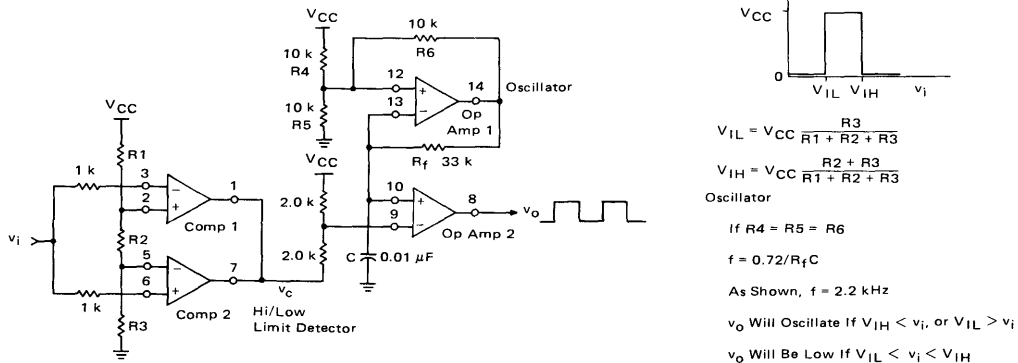 VCC
10 k
R6
10 k
R4
12
14
Oscillator
13
+
−
Op
Amp 1
10 k
R5
Rf 33 k
VCC
R1
1 k
3
1
2
−
+
Comp 1
R2
vi
5
7
6
−
+
Comp 2
1 k
R3
VCC
2.0 k
2.0 k
vc
Hi/Low
Limit Detector
10
8
9
+
−
Op Amp 2
vo
C
0.01 µF
VCC
0
VIL
VIH
vi
VIL = VCC R3 / R1 + R2 + R3
VIH = VCC R2 + R3 / R1 + R2 + R3
Oscillator
If R4 = R5 = R6
f = 0.72/RfC
As Shown, f = 2.2 kHz
vo Will Oscillate If VIH < vi, or VIL > vi
vo Will Be Low If VIL < vi < VIH